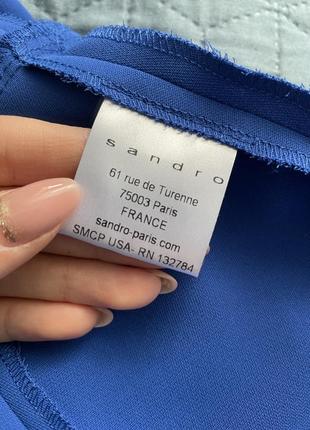 sandro
61 rue de Turenne
75003 Paris
FRANCE
sandro-paris.com
SMCP USA- RN 132784